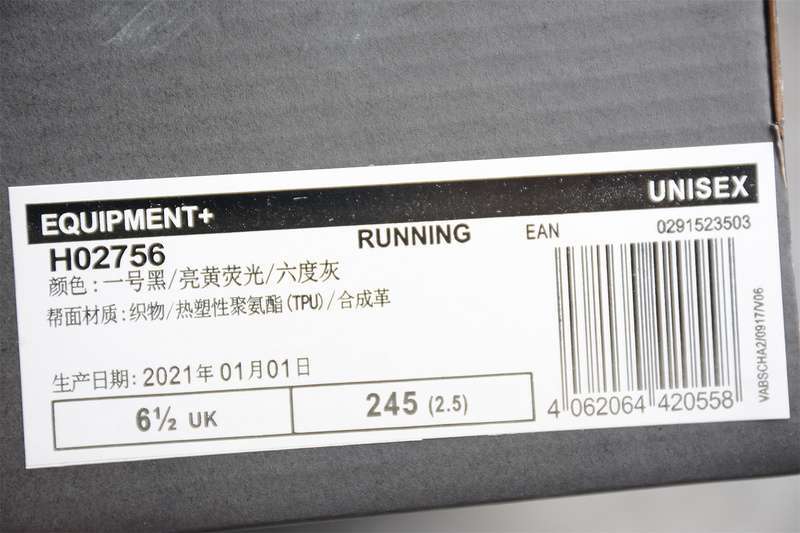 EQUIPMENT+ UNISEX
H02756 RUNNING EAN 0291523503
颜色:一号黑/亮黄荧光/六度灰
帮面材质:织物/热塑性聚氨酯(TPU)/合成革
生产日期:2021年01月01日
6½ UK 245 (2.5)
4 062064 420558
VABSCHA2/0917/V06